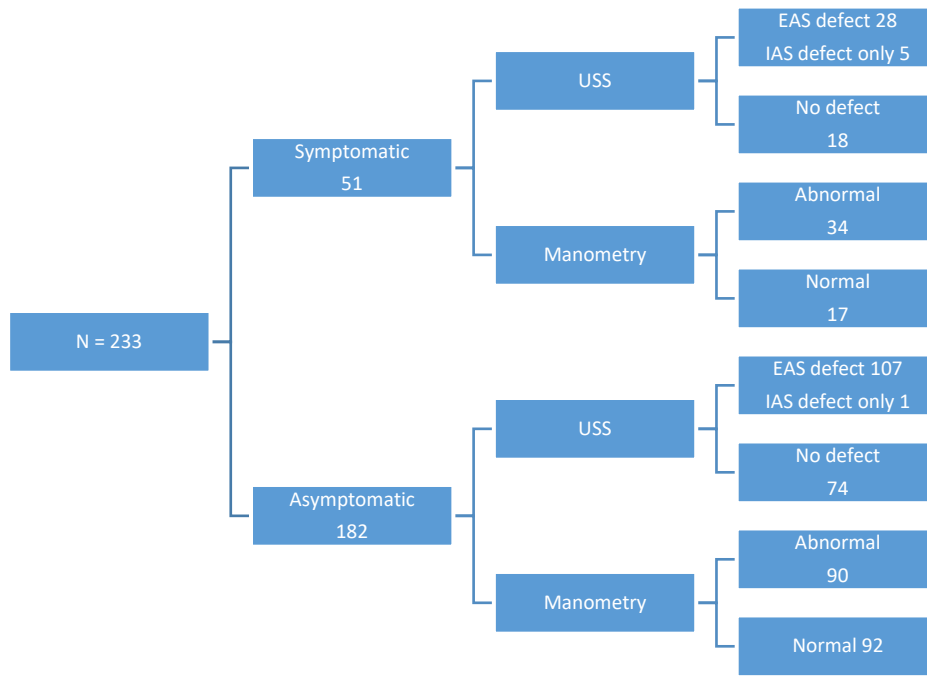 N = 233
Symptomatic
51
USS
EAS defect 28
IAS defect only 5
No defect
18
Manometry
Abnormal
34
Normal
17
Asymptomatic
182
USS
EAS defect 107
IAS defect only 1
No defect
74
Manometry
Abnormal
90
Normal 92